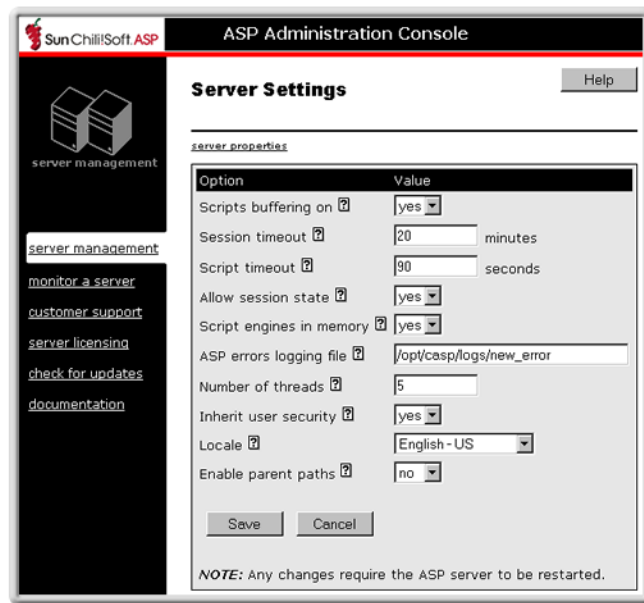 Sun Chili!Soft ASP
ASP Administration Console
server management
server management
monitor a server
customer support
server licensing
check for updates
documentation
Server Settings
Help
server properties
Option Value
Scripts buffering on ? yes
Session timeout ? 20 minutes
Script timeout ? 90 seconds
Allow session state ? yes
Script engines in memory ? yes
ASP errors logging file ? /opt/casp/logs/new_error
Number of threads ? 5
Inherit user security ? yes
Locale ? English - US
Enable parent paths ? no
Save Cancel
NOTE: Any changes require the ASP server to be restarted.